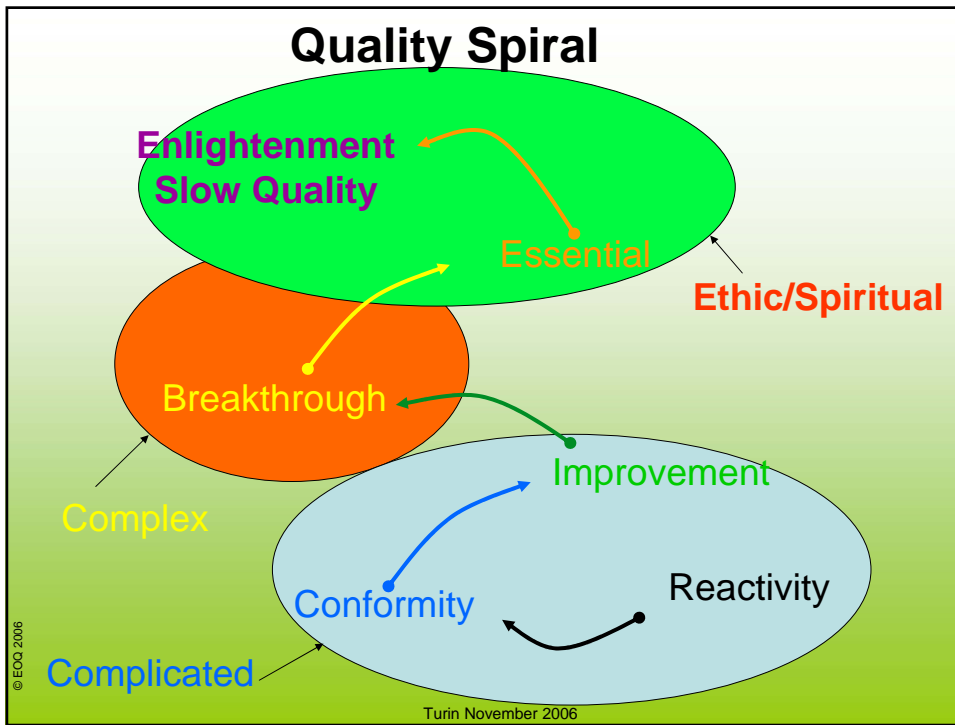 Quality Spiral
Enlightenment
Slow Quality
Essential
Ethic/Spiritual
Breakthrough
Improvement
Complex
Reactivity
Conformity
Complicated
© EOQ 2006
Turin November 2006